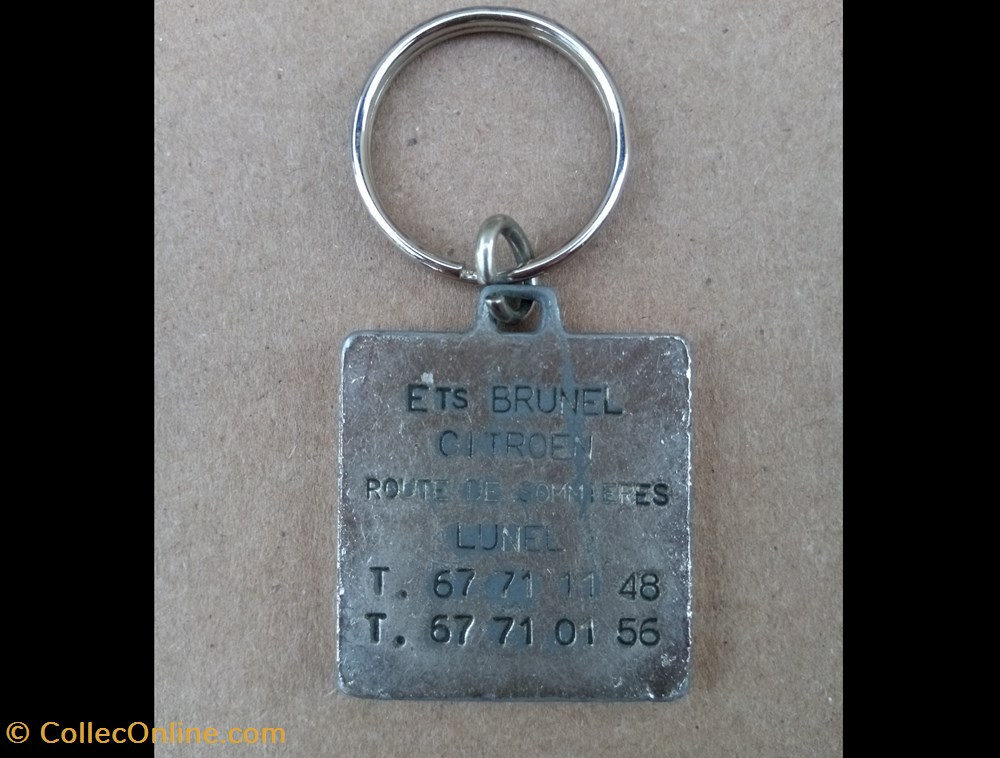 ETS BRUNEL
CITROEN
ROUTE DE SOMMIERES
LUNEL
T. 67 71 11 48
T. 67 71 01 56
© CollecOnline.com